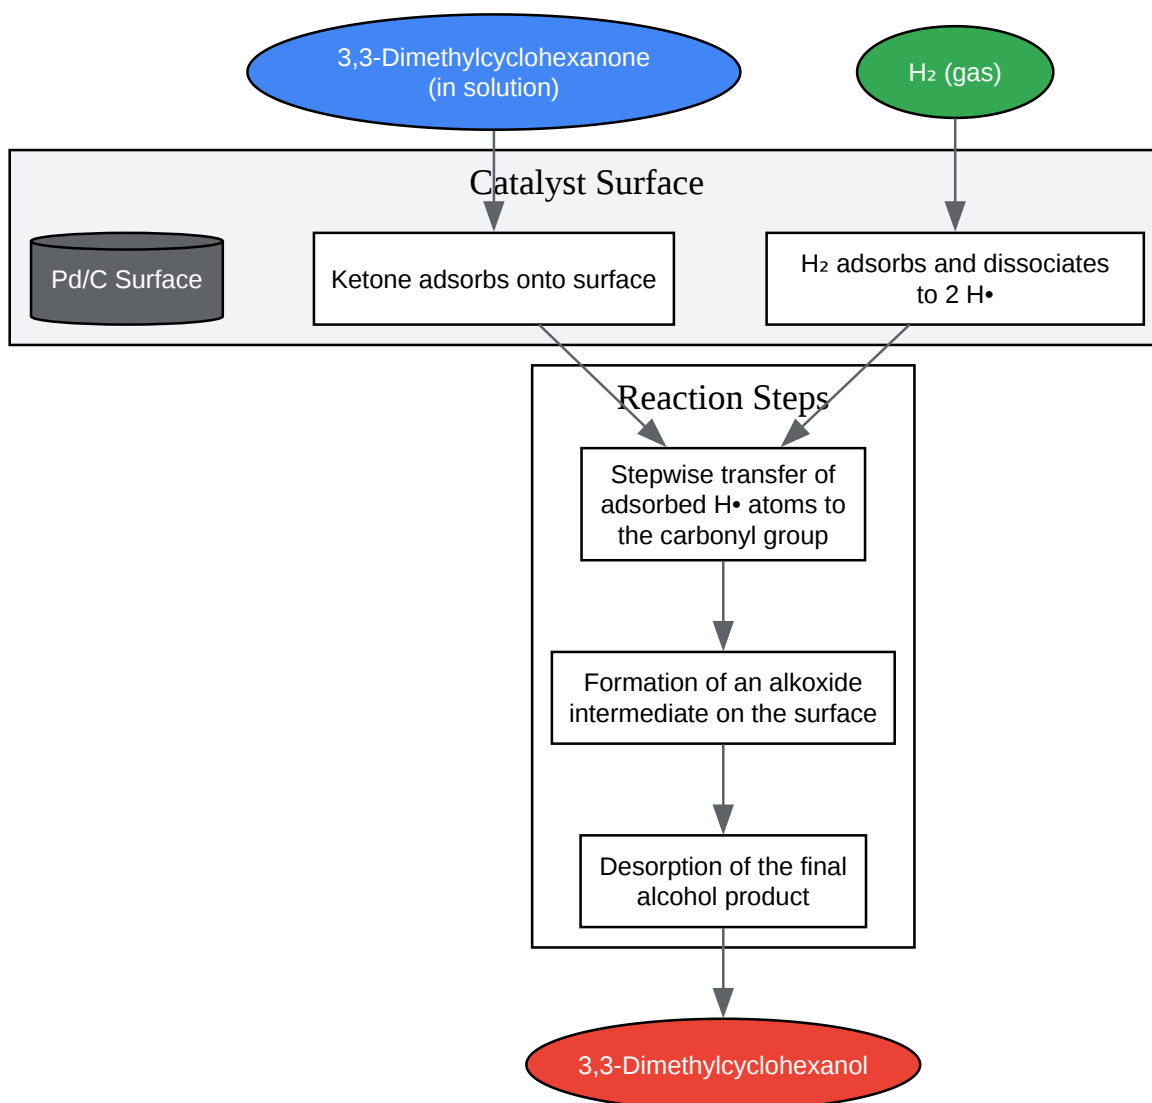 3,3-Dimethylcyclohexanone
(in solution)
H₂ (gas)
Catalyst Surface
Pd/C Surface
Ketone adsorbs onto surface
H₂ adsorbs and dissociates
to 2 H•
Reaction Steps
Stepwise transfer of
adsorbed H• atoms to
the carbonyl group
Formation of an alkoxide
intermediate on the surface
Desorption of the final
alcohol product
3,3-Dimethylcyclohexanol